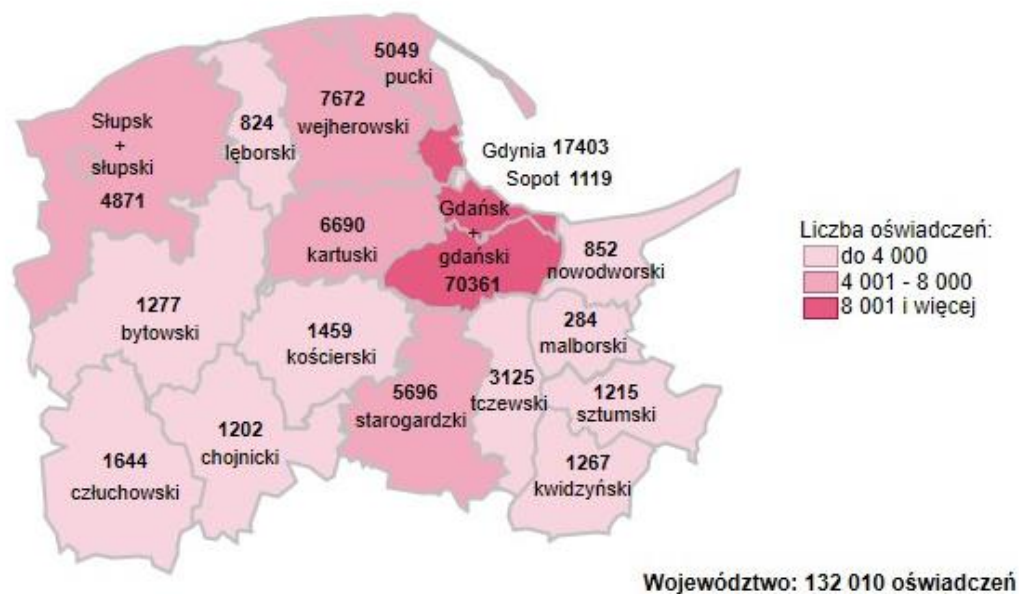 5049
pucki
7672
wejherowski
Słupsk
+
słupski
4871
824
lęborski
Gdynia 17403
Sopot 1119
Gdańsk
+
gdański
70361
6690
kartuski
852
nowodworski
Liczba oświadczeń:
do 4 000
4 001 - 8 000
8 001 i więcej
1277
bytowski
1459
kościerski
284
malborski
5696
starogardzki
3125
tczewski
1215
sztumski
1202
chojnicki
1644
człuchowski
1267
kwidzyński
Województwo: 132 010 oświadczeń